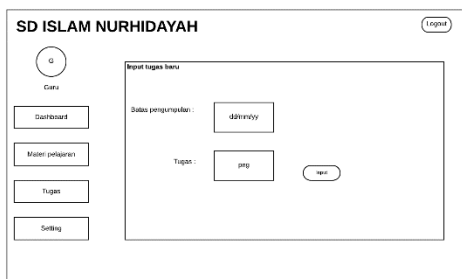 SD ISLAM NURHIDAYAH
Logout
G
Guru
Dashboard
Materi pelajaran
Tugas
Setting
Input tugas baru
Batas pengumpulan :
dd/mm/yy
Tugas :
png
Input